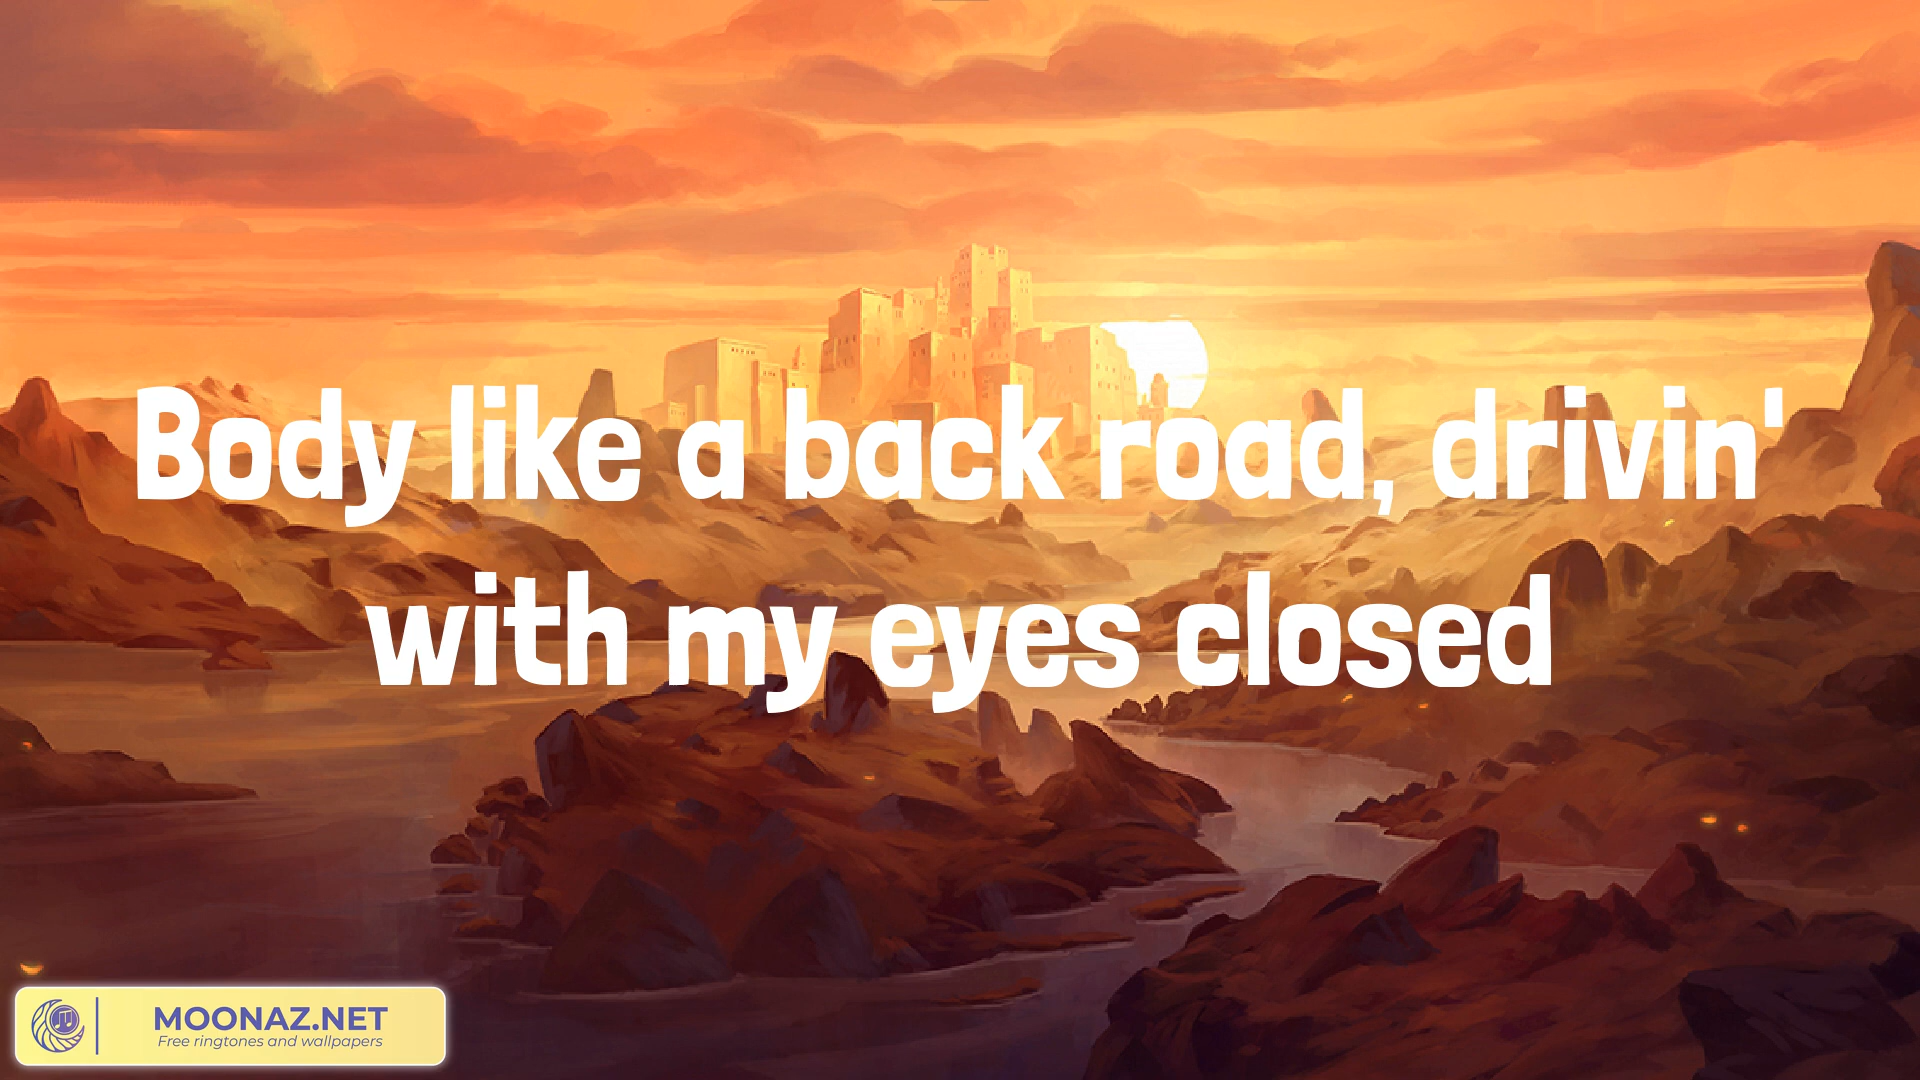 Body like a back road, drivin'
with my eyes closed
MOONAZ.NET
Free ringtones and wallpapers